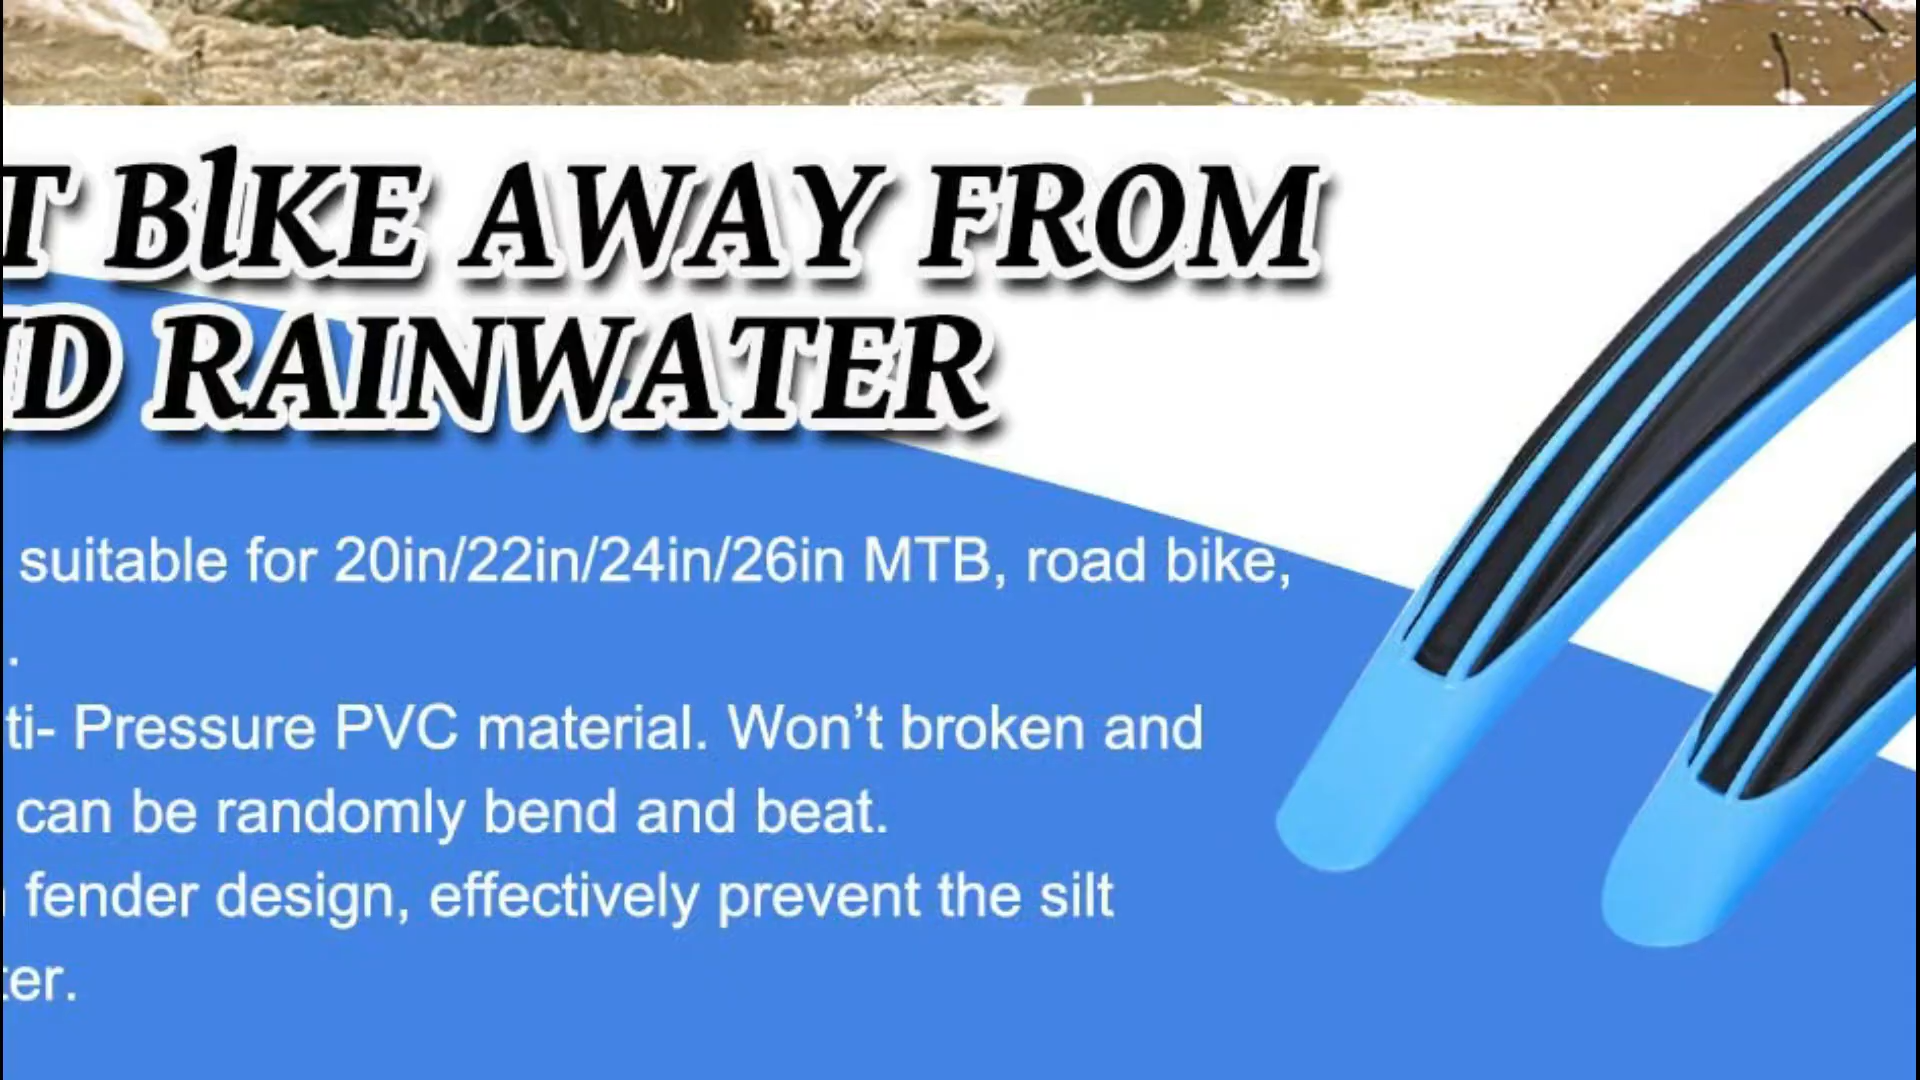 T BlKE AWAY FROM
ND RAINWATER
suitable for 20in/22in/24in/26in MTB, road bike,
.
ti- Pressure PVC material. Won’t broken and
can be randomly bend and beat.
fender design, effectively prevent the silt
ter.